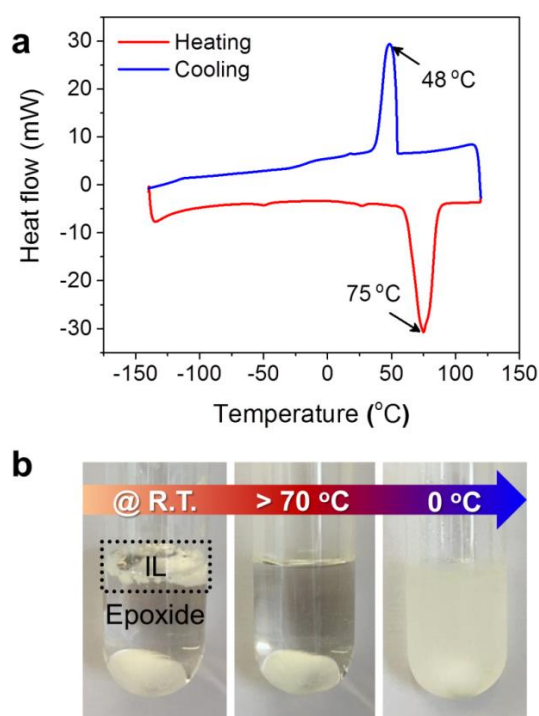 a
Heating
Cooling
48 °C
75 °C
Heat flow (mW)
30
20
10
0
-10
-20
-30
-150
-100
-50
0
50
100
150
Temperature (°C)
b
@ R.T.
> 70 °C
0 °C
IL
Epoxide